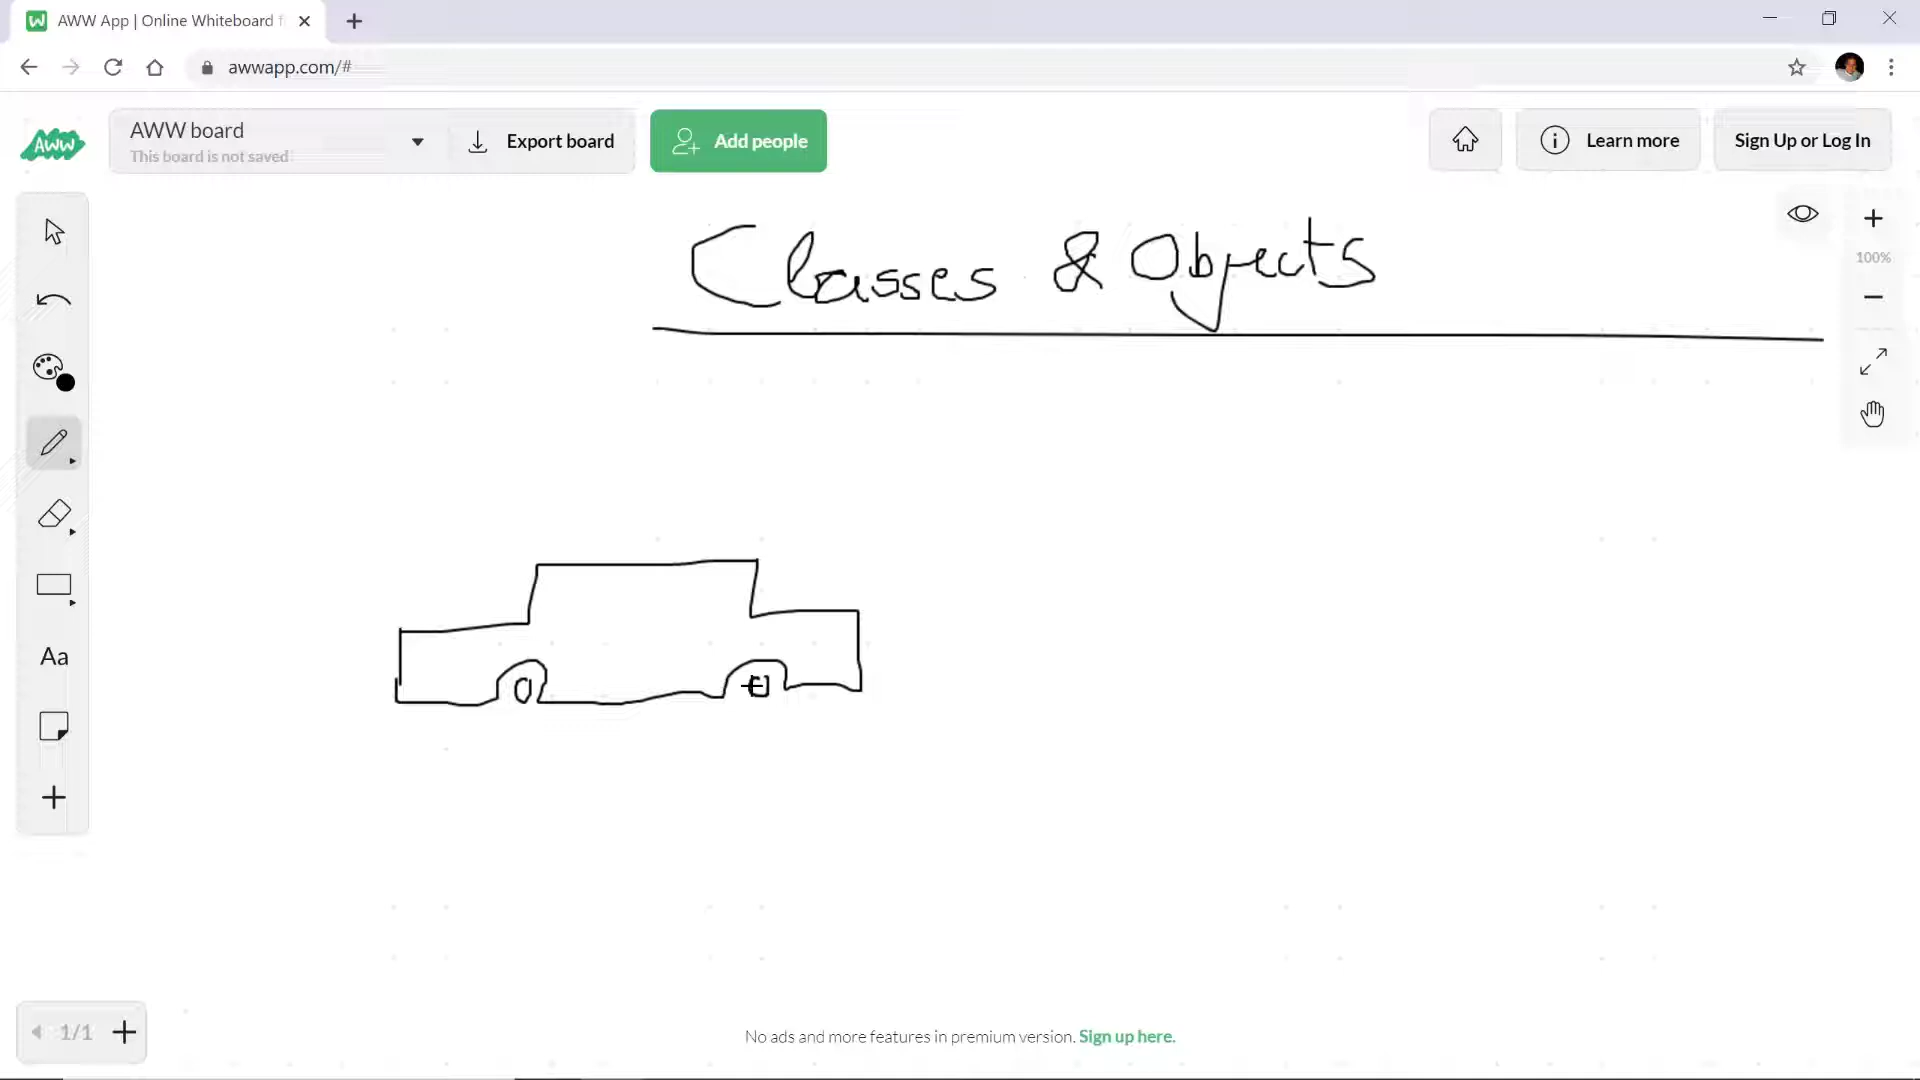 AWW App | Online Whiteboard f
awwapp.com/#
AWW
AWW board
This board is not saved
Export board
Add people
Learn more
Sign Up or Log In
Classes & Objects
100%
Aa
1/1
No ads and more features in premium version. Sign up here.